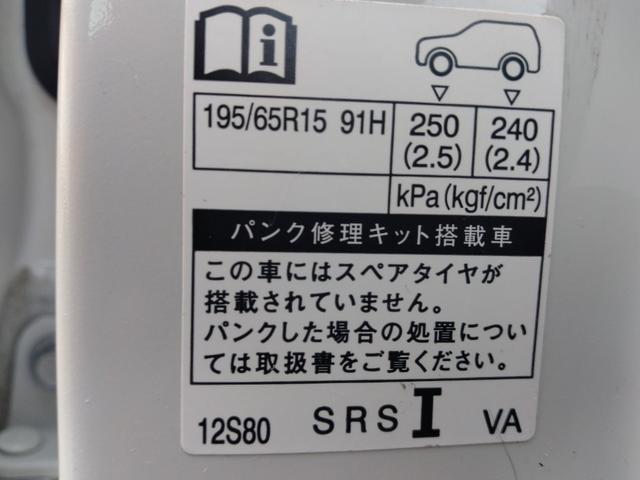 195/65R15 91H 250 (2.5) 240 (2.4)
kPa(kgf/cm²)
パンク修理キット搭載車
この車にはスペアタイヤが
搭載されていません。
パンクした場合の処置につい
ては取扱書をご覧ください。
12S80 SRS I VA